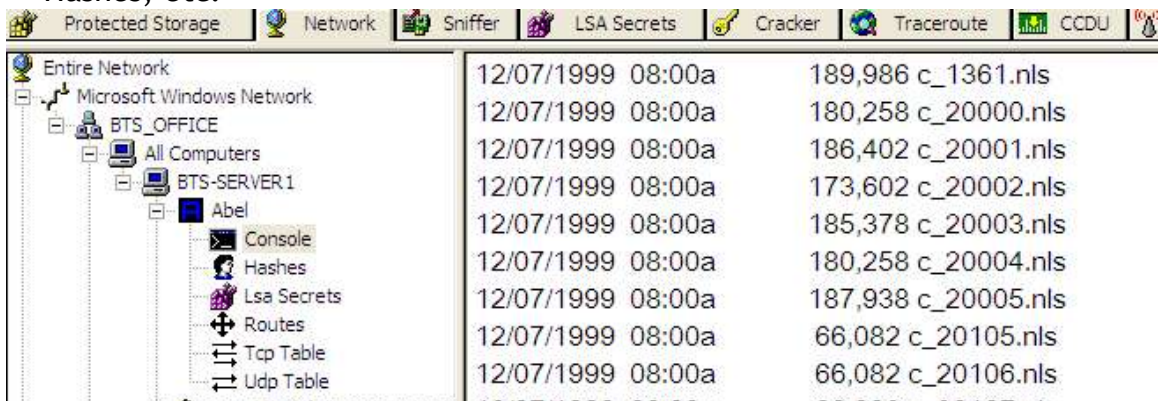 Hashes, etc.
Protected Storage Network Sniffer LSA Secrets Cracker Traceroute CCDU
Entire Network
Microsoft Windows Network
BTS_OFFICE
All Computers
BTS-SERVER1
Abel
Console
Hashes
Lsa Secrets
Routes
Tcp Table
Udp Table
12/07/1999 08:00a 189,986 c_1361.nls
12/07/1999 08:00a 180,258 c_20000.nls
12/07/1999 08:00a 186,402 c_20001.nls
12/07/1999 08:00a 173,602 c_20002.nls
12/07/1999 08:00a 185,378 c_20003.nls
12/07/1999 08:00a 180,258 c_20004.nls
12/07/1999 08:00a 187,938 c_20005.nls
12/07/1999 08:00a 66,082 c_20105.nls
12/07/1999 08:00a 66,082 c_20106.nls